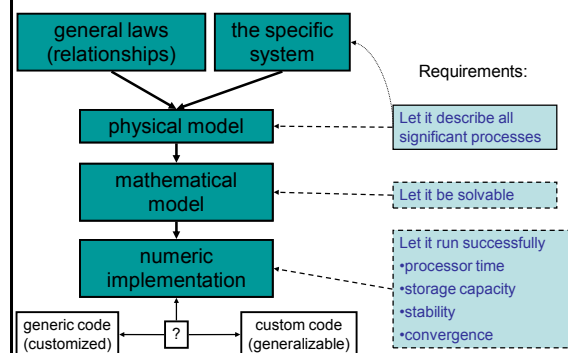 general laws
(relationships)
the specific
system
Requirements:
physical model
Let it describe all
significant processes
mathematical
model
Let it be solvable
numeric
implementation
Let it run successfully
•processor time
•storage capacity
•stability
•convergence
generic code
(customized)
?
custom code
(generalizable)